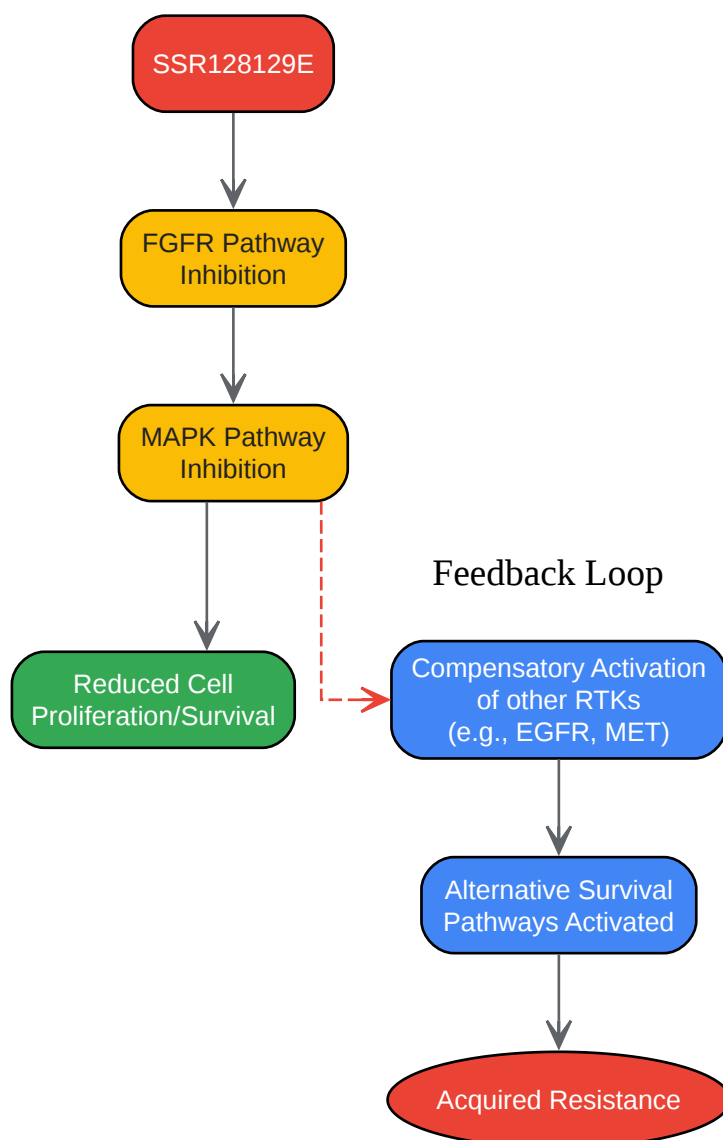 SSR128129E
FGFR Pathway
Inhibition
MAPK Pathway
Inhibition
Feedback Loop
Reduced Cell
Proliferation/Survival
Compensatory Activation
of other RTKs
(e.g., EGFR, MET)
Alternative Survival
Pathways Activated
Acquired Resistance